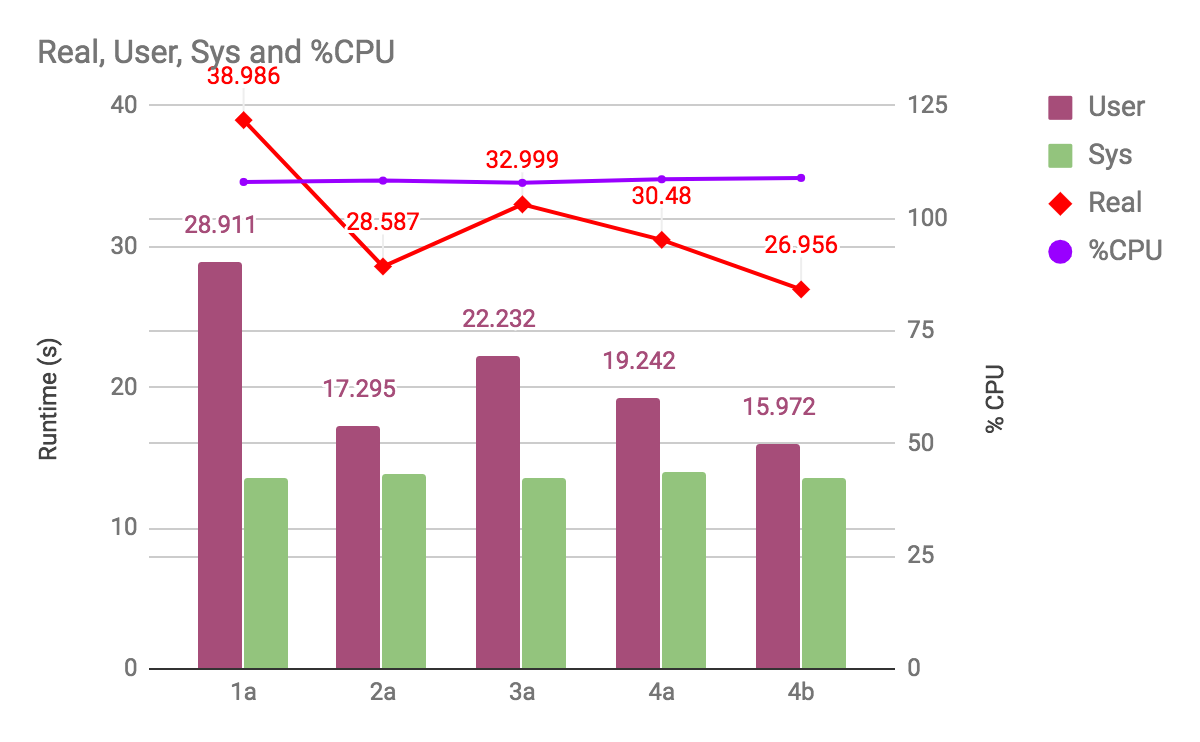 Real, User, Sys and %CPU
38.986
40
125
User
Sys
Real
%CPU
32.999
30.48
28.587
28.911
26.956
100
30
22.232
75
19.242
20
17.295
15.972
Runtime (s)
% CPU
50
10
25
0
0
1a
2a
3a
4a
4b